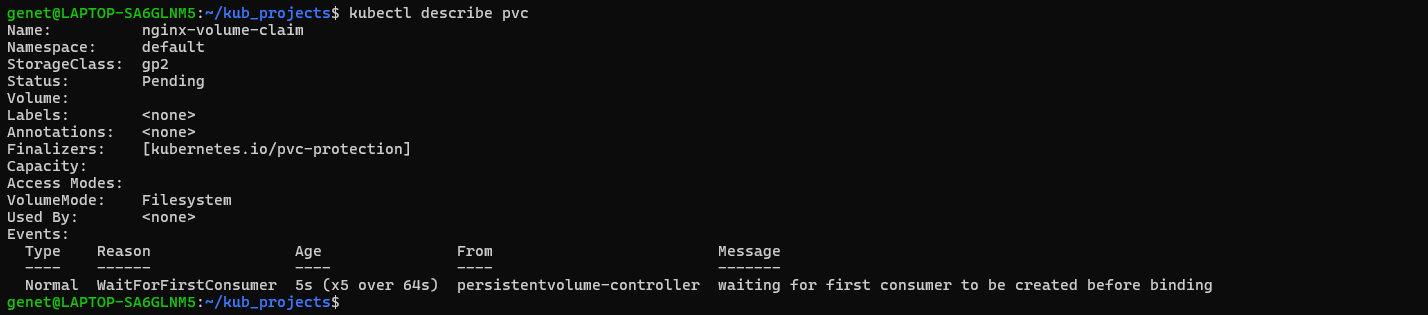 genet@LAPTOP-SA6GLNM5:~/kub_projects$ kubectl describe pvc
Name:          nginx-volume-claim
Namespace:     default
StorageClass:  gp2
Status:        Pending
Volume:
Labels:        <none>
Annotations:   <none>
Finalizers:    [kubernetes.io/pvc-protection]
Capacity:
Access Modes:
VolumeMode:    Filesystem
Used By:       <none>
Events:
  Type    Reason                Age                From                         Message
  ----    ------                ----               ----                         -------
  Normal  WaitForFirstConsumer  5s (x5 over 64s)  persistentvolume-controller  waiting for first consumer to be created before binding
genet@LAPTOP-SA6GLNM5:~/kub_projects$